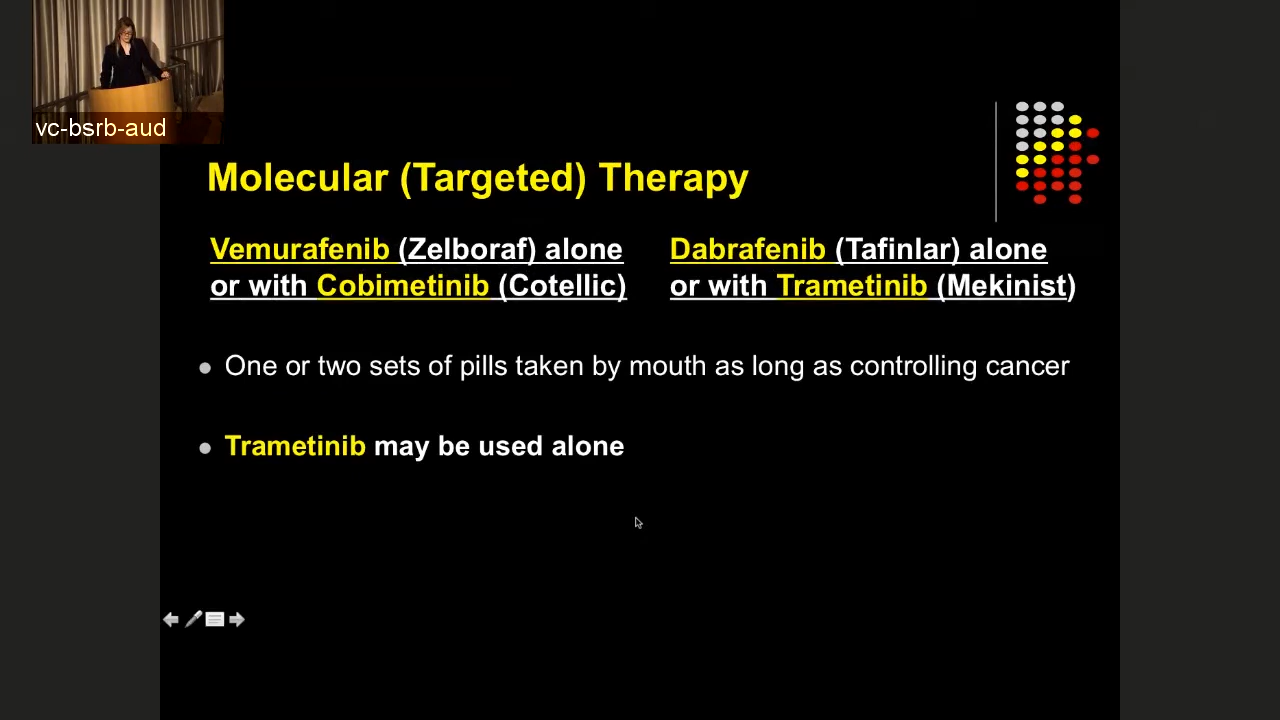 vc-bsrb-aud
Molecular (Targeted) Therapy
Vemurafenib (Zelboraf) alone
or with Cobimetinib (Cotellic)
Dabrafenib (Tafinlar) alone
or with Trametinib (Mekinist)
One or two sets of pills taken by mouth as long as controlling cancer
Trametinib may be used alone